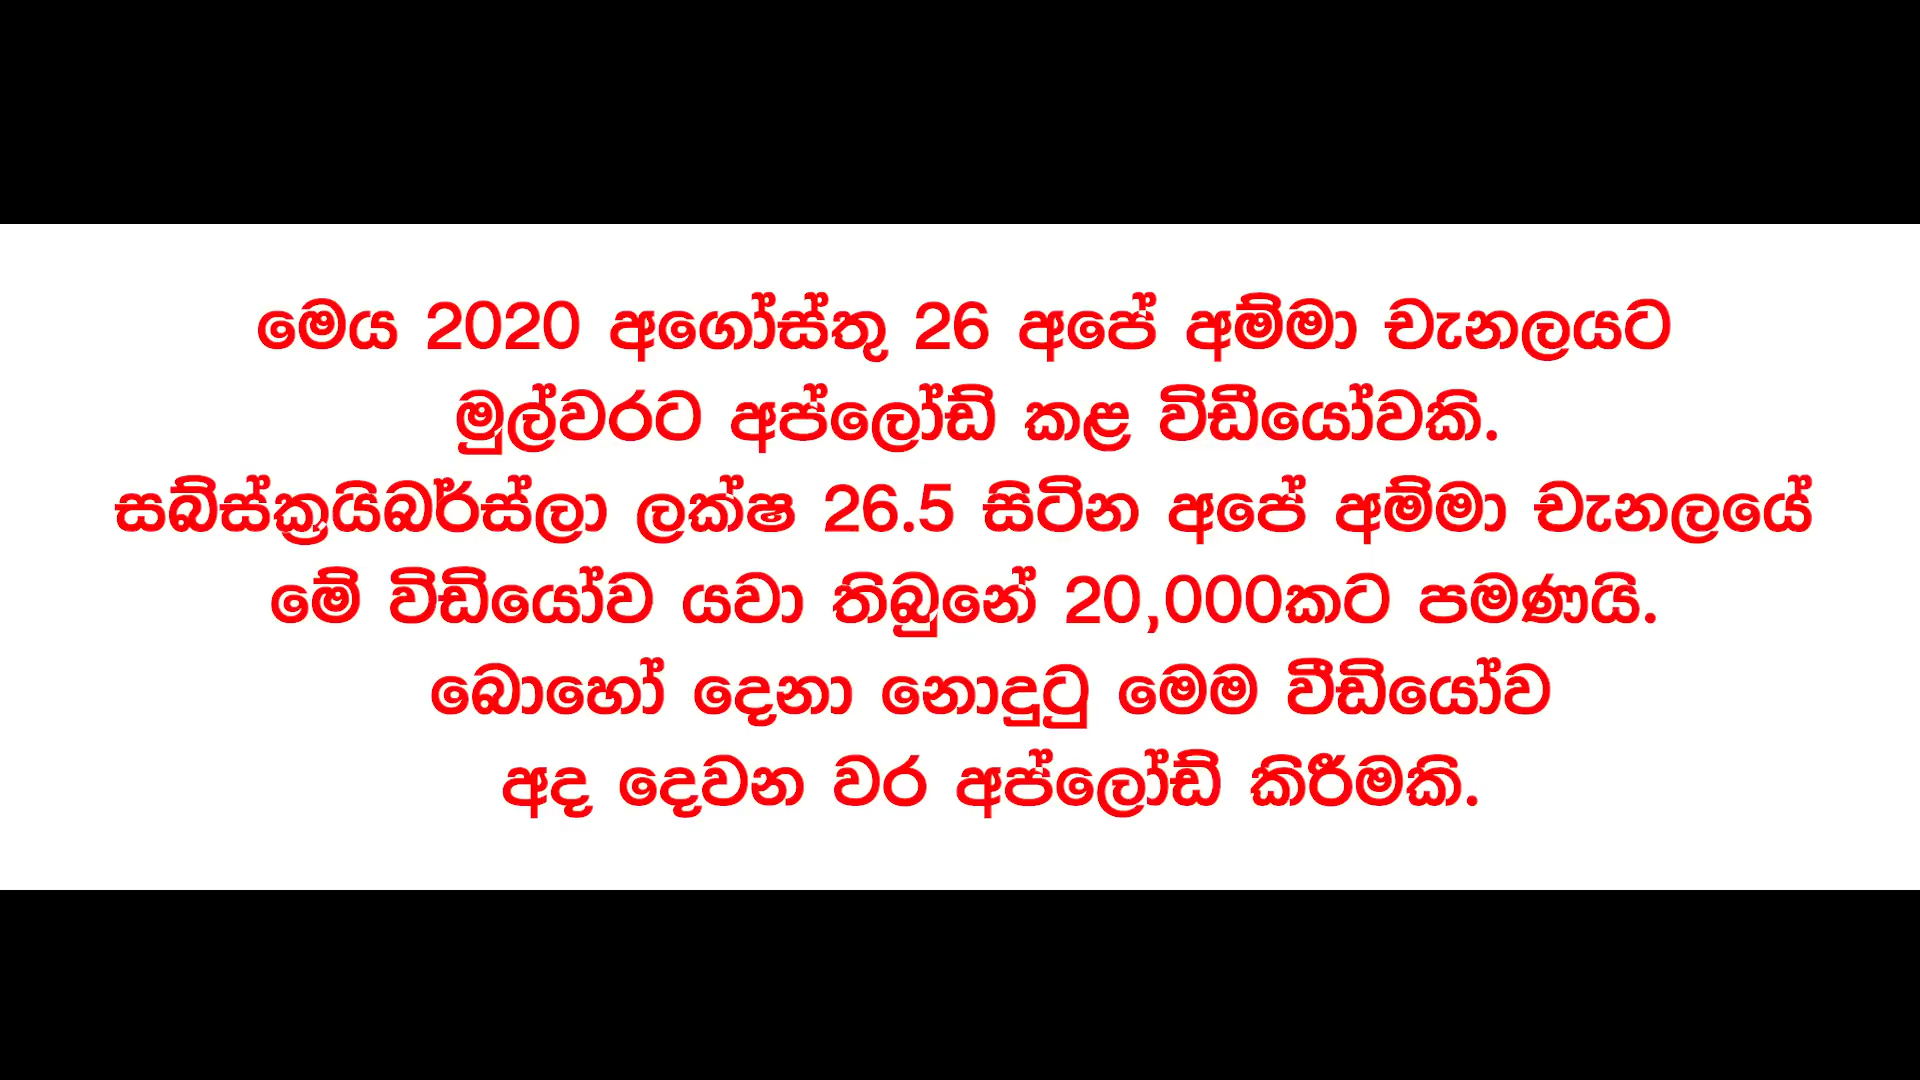 මෙය 2020 අගෝස්තු 26 අපේ අම්මා චැනලයට
මුල්වරට අප්ලෝඩ් කළ විඩීයෝවකි.
සබ්ස්ක්‍රයිබර්ස්ලා ලක්ෂ 26.5 සිටින අපේ අම්මා චැනලයේ
මේ විඩියෝව යවා තිබුනේ 20,000කට පමණයි.
බොහෝ දෙනා නොදුටු මෙම වීඩියෝව
අද දෙවන වර අප්ලෝඩ් කිරීමකි.